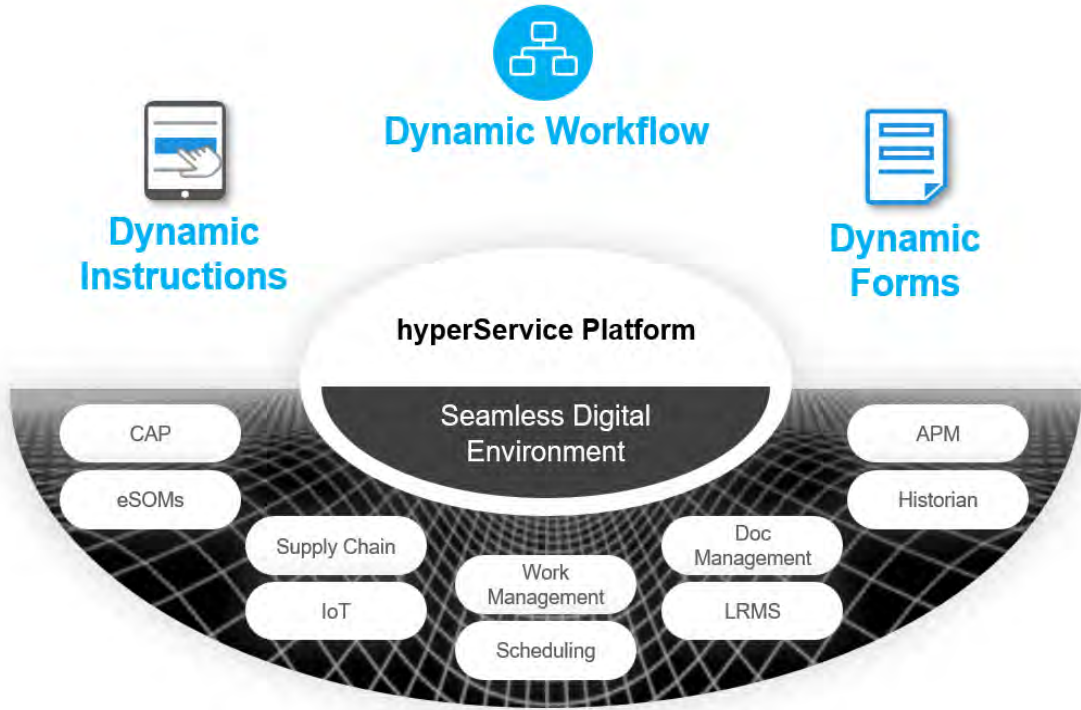 Dynamic Workflow
Dynamic
Instructions
Dynamic
Forms
hyperService Platform
Seamless Digital
Environment
CAP
eSOMs
Supply Chain
IoT
Work
Management
Scheduling
Doc
Management
LRMS
APM
Historian